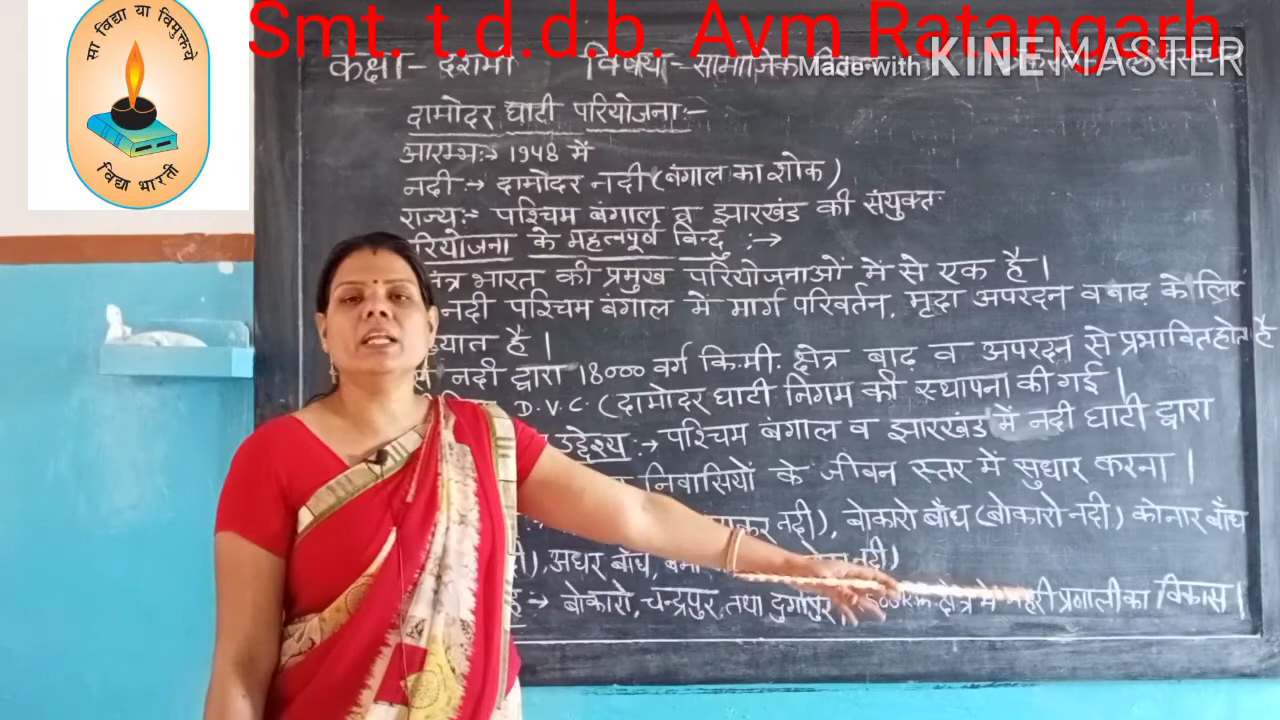 सा विद्या या विमुक्तये
विद्या भारती
Smt. t.d.d.b. Avm Ratangarh
Made with KINEMASTER
कक्षा - दशमी विषय - सामाजिक
दामोदर घाटी परियोजना :-
आरम्भ :→ 1948 में
नदी → दामोदर नदी (बंगाल का शोक)
राज्य :- पश्चिम बंगाल व झारखंड की संयुक्त
रियोजना के महत्वपूर्ण बिन्दु :→
भारत की प्रमुख परियोजनाओं में से एक है।
नदी पश्चिम बंगाल में मार्ग परिवर्तन, मृदा अपरदन व बाढ़ के लिए
यात है।
नदी द्वारा 18000 वर्ग कि.मी. क्षेत्र बाढ़ व अपरदन से प्रभावित होता है
D.V.C. (दामोदर घाटी निगम की स्थापना की गई।
उद्देश्य :→ पश्चिम बंगाल व झारखंड में नदी घाटी द्वारा
निवासियों के जीवन स्तर में सुधार करना।
नदी), बोकारो बाँध (बोकारो नदी) कोनार बाँध
अधर बाँध, नदी)
→ बोकारो, चन्द्रपुर तथा दुर्गापुर क्षेत्र में नहरी प्रणाली का विकास।